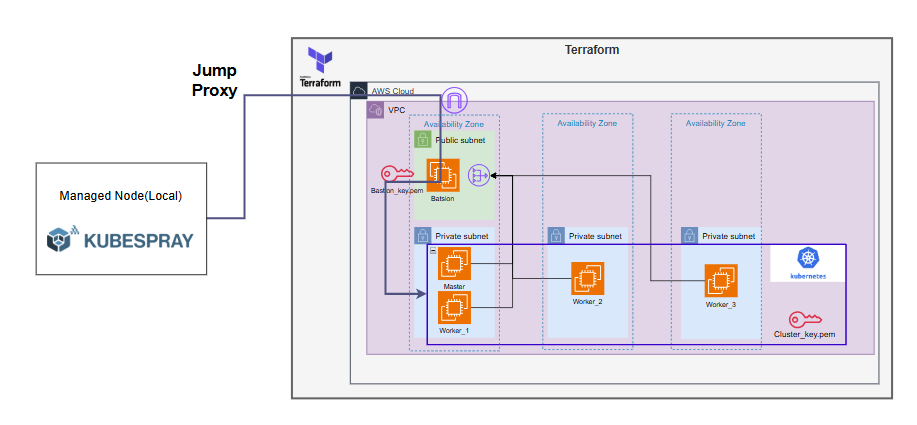 Terraform
Terraform
Jump
Proxy
AWS Cloud
VPC
Availability Zone
Availability Zone
Availability Zone
Public subnet
Bastion_key.pem
Batsion
Managed Node(Local)
KUBESPRAY
Private subnet
Private subnet
Private subnet
kubernetes
Master
Worker_1
Worker_2
Worker_3
Cluster_key.pem